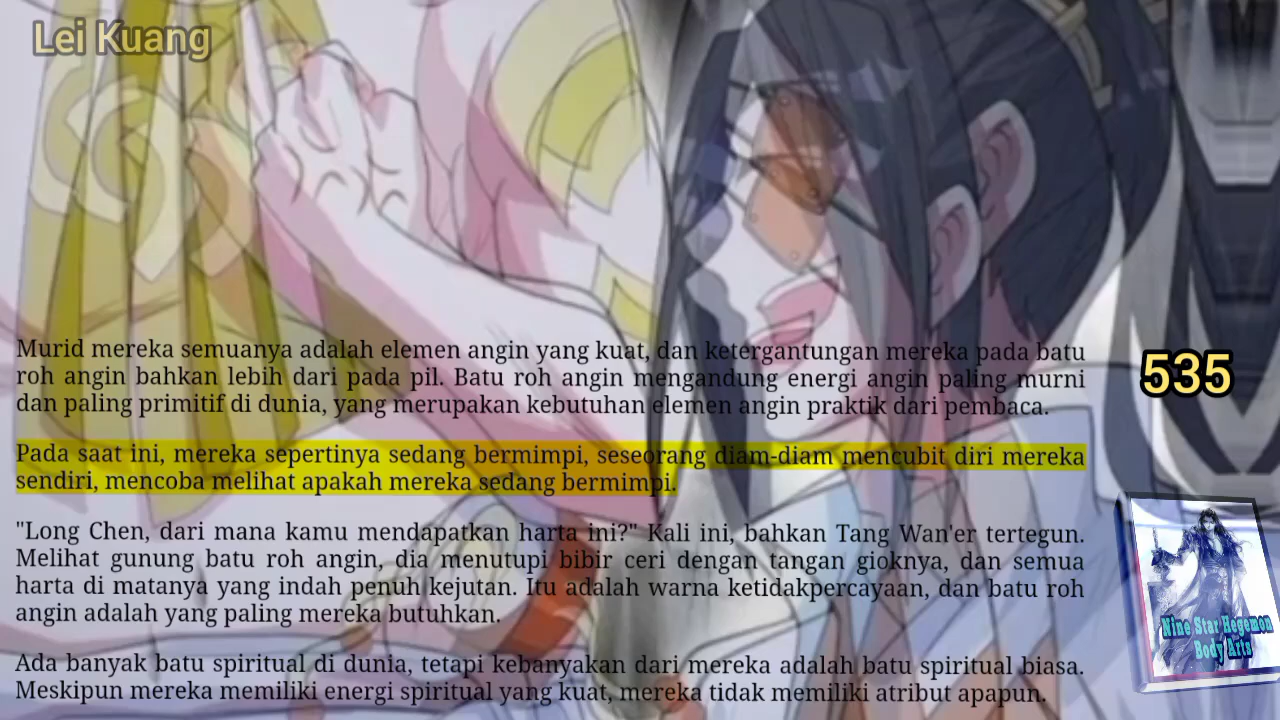 Lei Kuang
Murid mereka semuanya adalah elemen angin yang kuat, dan ketergantungan mereka pada batu
roh angin bahkan lebih dari pada pil. Batu roh angin mengandung energi angin paling murni
dan paling primitif di dunia, yang merupakan kebutuhan elemen angin praktik dari pembaca.
535
Pada saat ini, mereka sepertinya sedang bermimpi, seseorang diam-diam mencubit diri mereka
sendiri, mencoba melihat apakah mereka sedang bermimpi.
"Long Chen, dari mana kamu mendapatkan harta ini?" Kali ini, bahkan Tang Wan'er tertegun.
Melihat gunung batu roh angin, dia menutupi bibir ceri dengan tangan gioknya, dan semua
harta di matanya yang indah penuh kejutan. Itu adalah warna ketidakpercayaan, dan batu roh
angin adalah yang paling mereka butuhkan.
Ada banyak batu spiritual di dunia, tetapi kebanyakan dari mereka adalah batu spiritual biasa.
Meskipun mereka memiliki energi spiritual yang kuat, mereka tidak memiliki atribut apapun.
Nine Star Hegemon
Body Arts